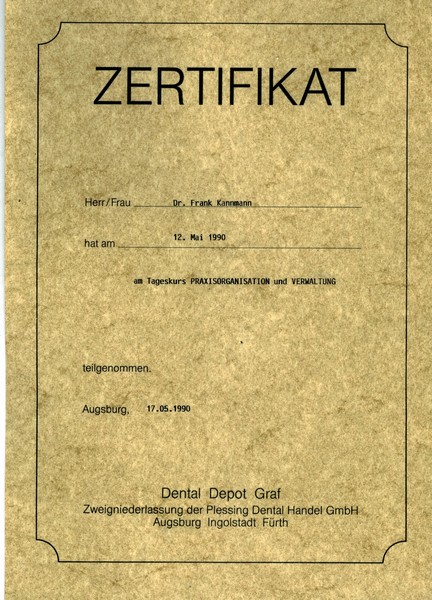 ZERTIFIKAT
Herr/Frau Dr. Frank Kannmann
hat am 12. Mai 1990
am Tageskurs PRAXISORGANISATION und VERWALTUNG
teilgenommen.
Augsburg, 17.05.1990
Dental Depot Graf
Zweigniederlassung der Plessing Dental Handel GmbH
Augsburg Ingolstadt Fürth